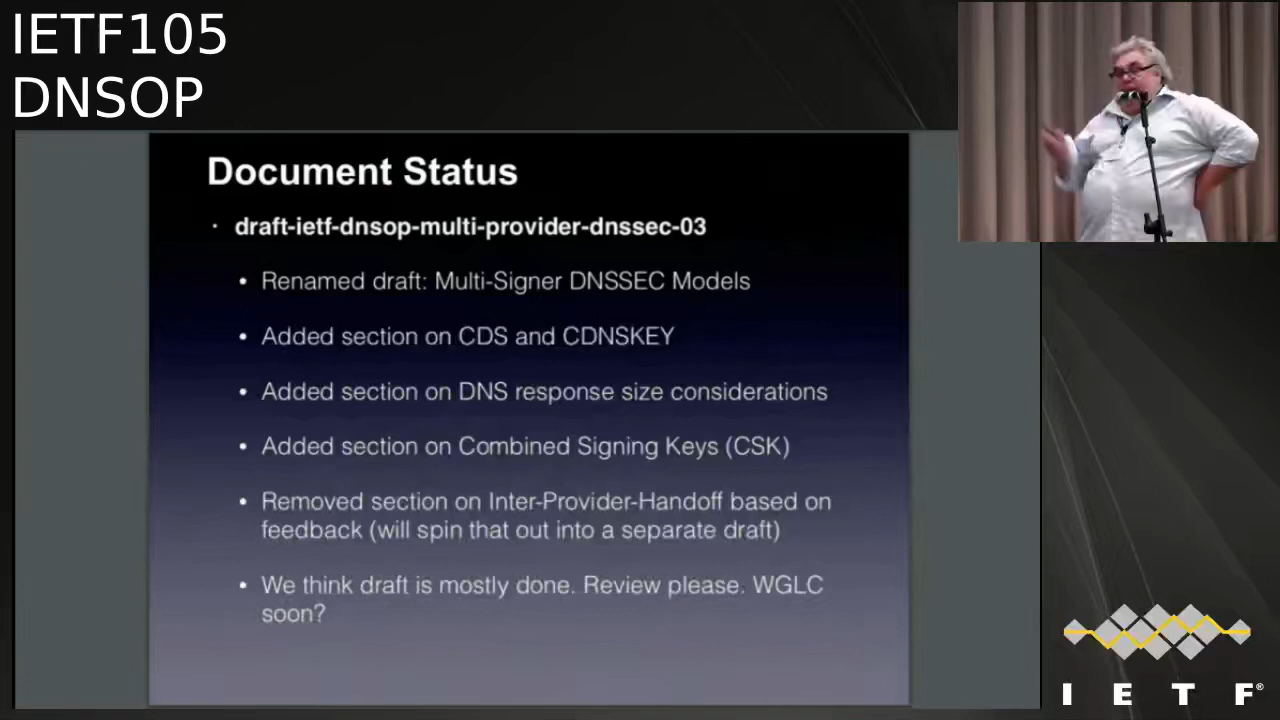 IETF105
DNSOP
Document Status
· draft-ietf-dnsop-multi-provider-dnssec-03
• Renamed draft: Multi-Signer DNSSEC Models
• Added section on CDS and CDNSKEY
• Added section on DNS response size considerations
• Added section on Combined Signing Keys (CSK)
• Removed section on Inter-Provider-Handoff based on
feedback (will spin that out into a separate draft)
• We think draft is mostly done. Review please. WGLC
soon?
I E T F®